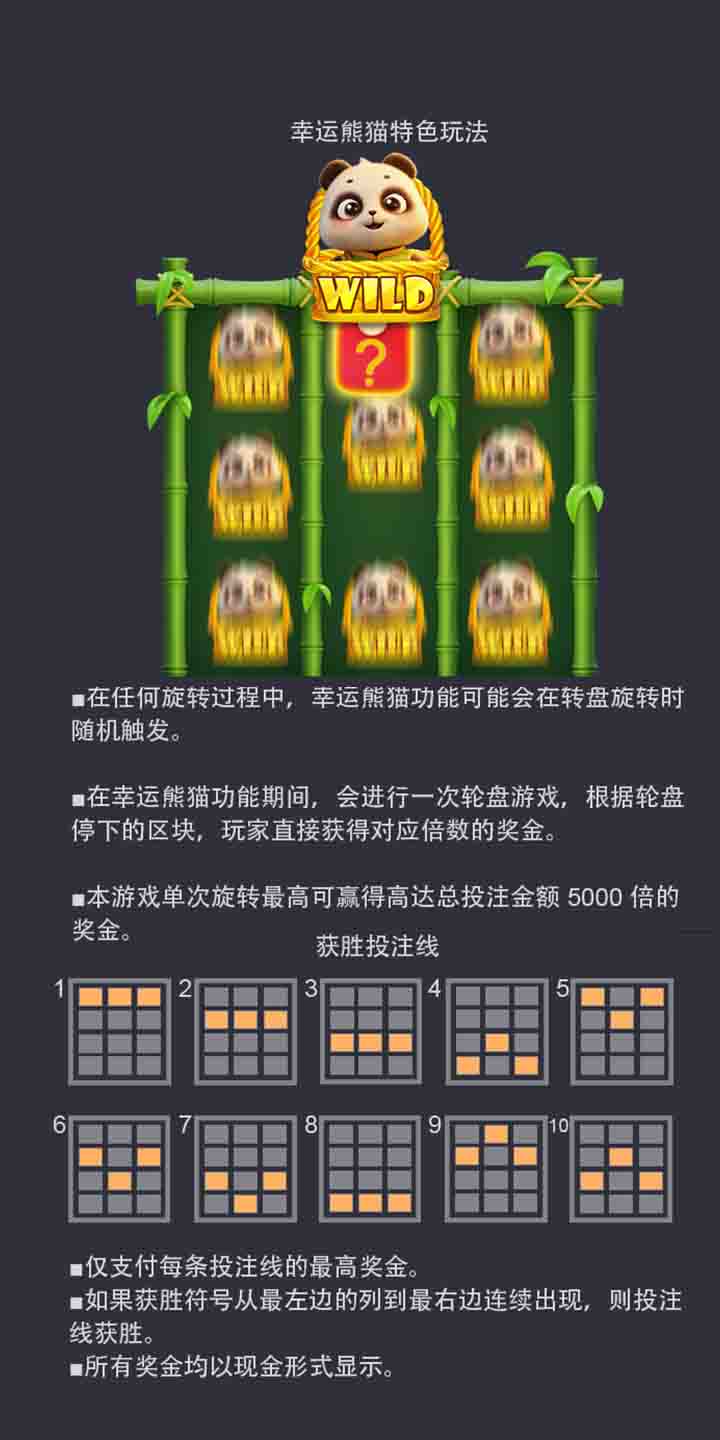 幸运熊猫特色玩法
WILD
?
■在任何旋转过程中，幸运熊猫功能可能会在转盘旋转时
随机触发。
■在幸运熊猫功能期间，会进行一次轮盘游戏，根据轮盘
停下的区块，玩家直接获得对应倍数的奖金。
■本游戏单次旋转最高可赢得高达总投注金额 5000 倍的
奖金。
获胜投注线
1 2 3 4 5
6 7 8 9 10
■仅支付每条投注线的最高奖金。
■如果获胜符号从最左边的列到最右边连续出现，则投注
线获胜。
■所有奖金均以现金形式显示。